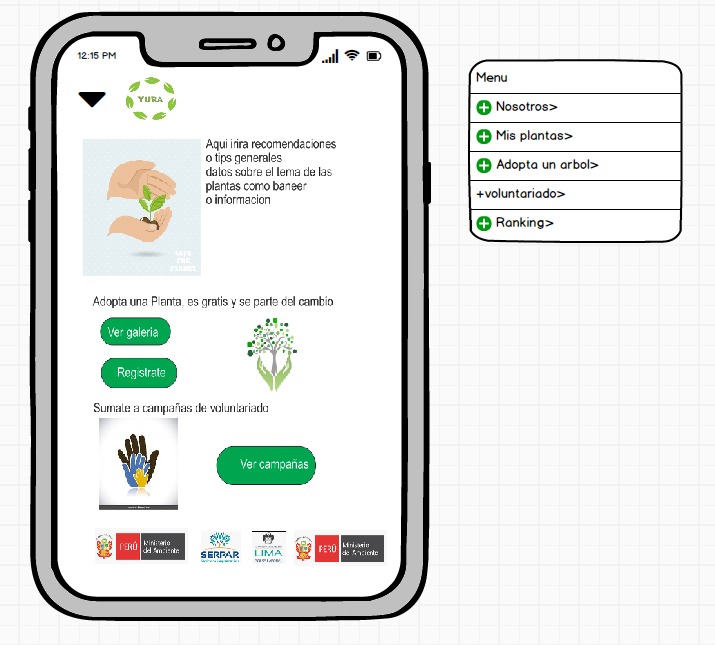 12:15 PM
YURA
Aqui irira recomendaciones
o tips generales
datos sobre el tema de las
plantas como baneer
o informacion
SAVE
THE
PLANET
Adopta una Planta, es gratis y se parte del cambio
Ver galeria
Registrate
Sumate a campañas de voluntariado
Ver campañas
PERÚ
Ministerio
del Ambiente
SERPAR
LIMA
PERÚ
Ministerio
del Ambiente
Menu
Nosotros>
Mis plantas>
Adopta un arbol>
+voluntariado>
Ranking>